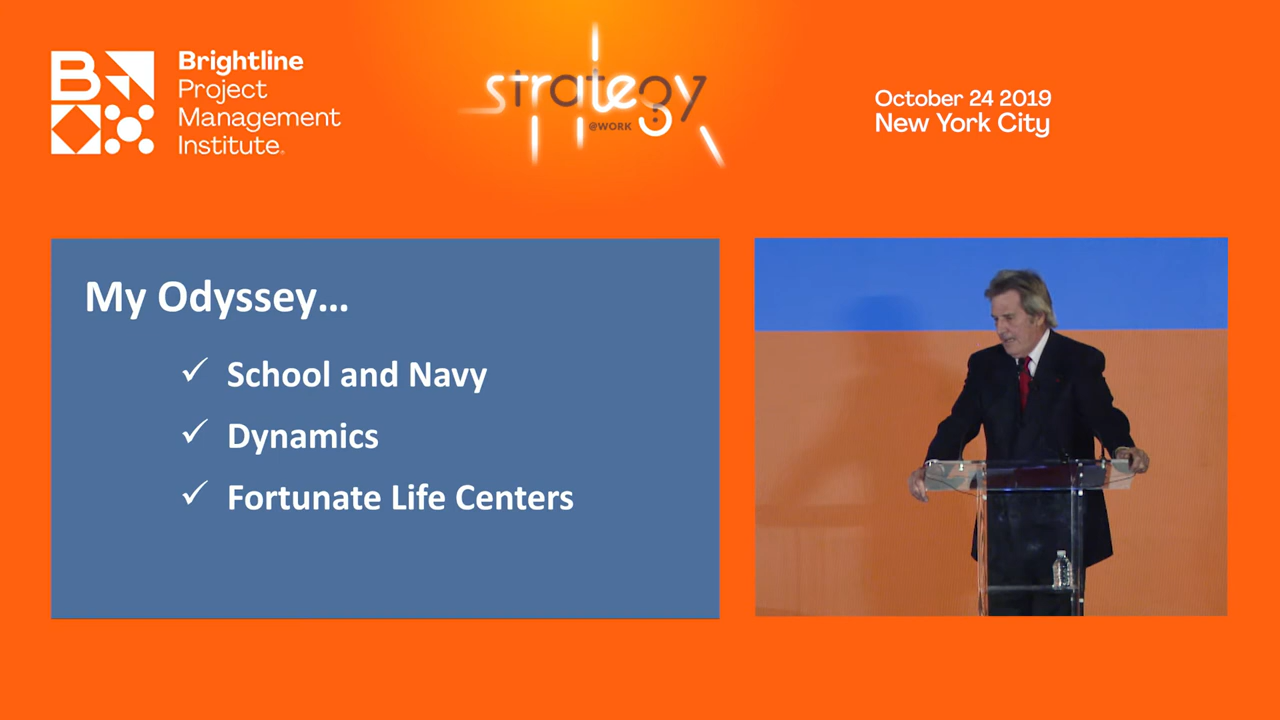 Brightline
Project
Management
Institute.
strategy
@WORK
October 24 2019
New York City
My Odyssey...
✓ School and Navy
✓ Dynamics
✓ Fortunate Life Centers